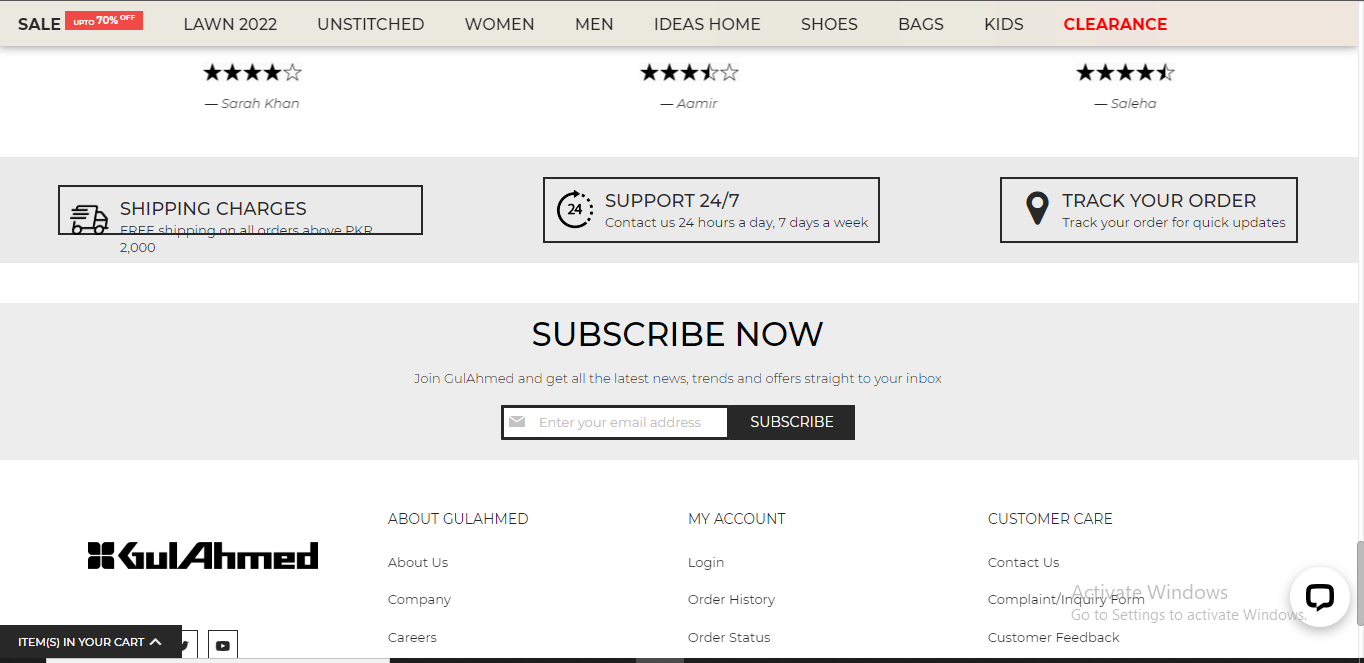 SALE UPTO 70% OFF LAWN 2022 UNSTITCHED WOMEN MEN IDEAS HOME SHOES BAGS KIDS CLEARANCE
— Sarah Khan — Aamir — Saleha
SHIPPING CHARGES
FREE shipping on all orders above PKR
2,000
24
SUPPORT 24/7
Contact us 24 hours a day, 7 days a week
TRACK YOUR ORDER
Track your order for quick updates
SUBSCRIBE NOW
Join GulAhmed and get all the latest news, trends and offers straight to your inbox
Enter your email address SUBSCRIBE
GulAhmed
ABOUT GULAHMED
About Us
Company
Careers
MY ACCOUNT
Login
Order History
Order Status
CUSTOMER CARE
Contact Us
Complaint/Inquiry Form
Customer Feedback
Activate Windows
Go to Settings to activate Windows.
ITEM(S) IN YOUR CART